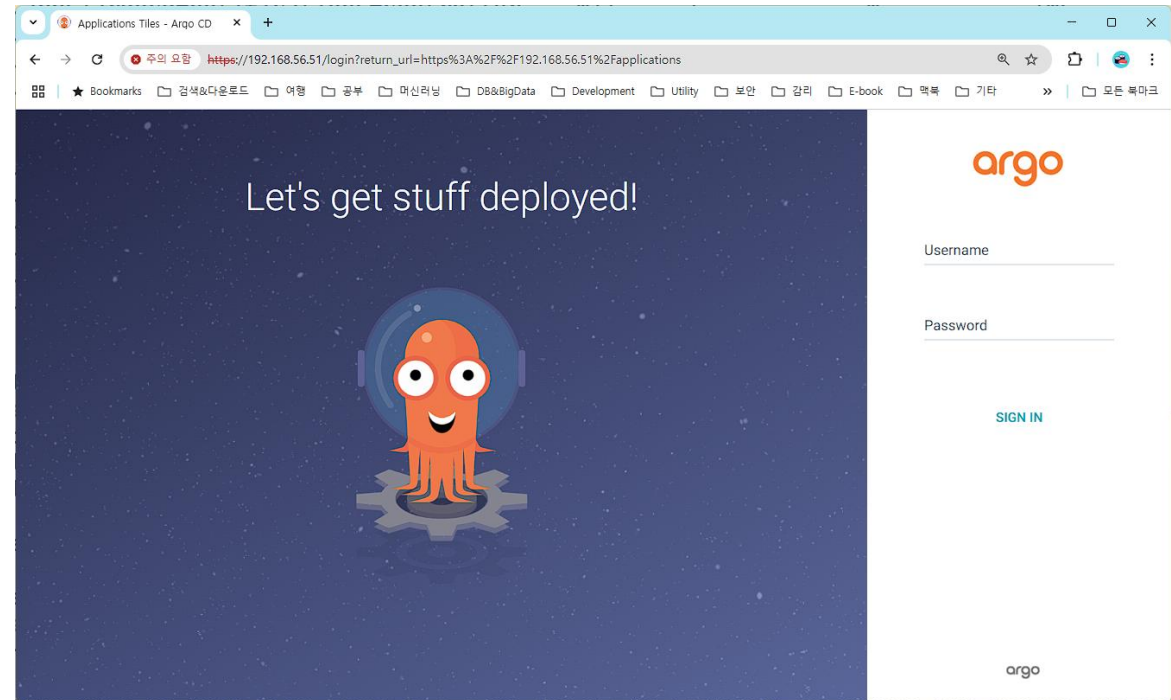 Applications Tiles - Argo CD
주의 요함 https://192.168.56.51/login?return_url=https%3A%2F%2F192.168.56.51%2Fapplications
Bookmarks 검색&다운로드 여행 공부 머신러닝 DB&BigData Development Utility 보안 감리 E-book 맥북 기타 » 모든 북마크
argo
Let's get stuff deployed!
Username
Password
SIGN IN
argo